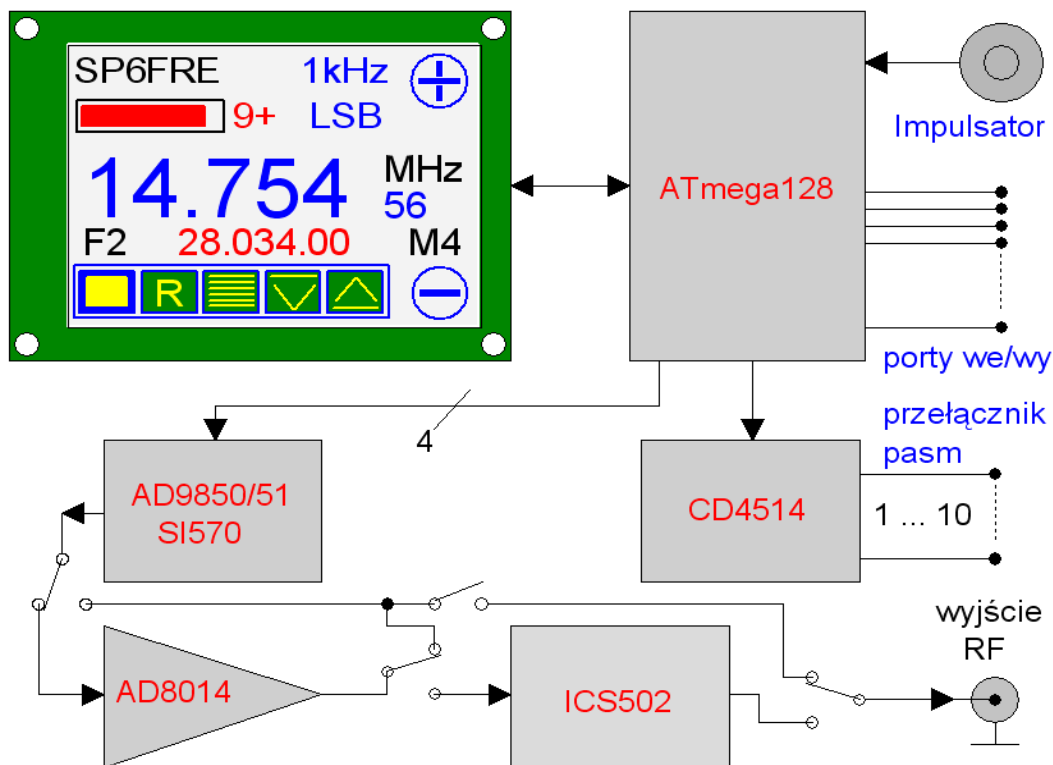 SP6FRE 1kHz
9+ LSB
14.754 MHz
56
F2 28.034.00 M4
R
ATmega128
Impulsator
porty we/wy
4
przełącznik
pasm
AD9850/51
SI570
CD4514
1 ... 10
AD8014
ICS502
wyjście
RF